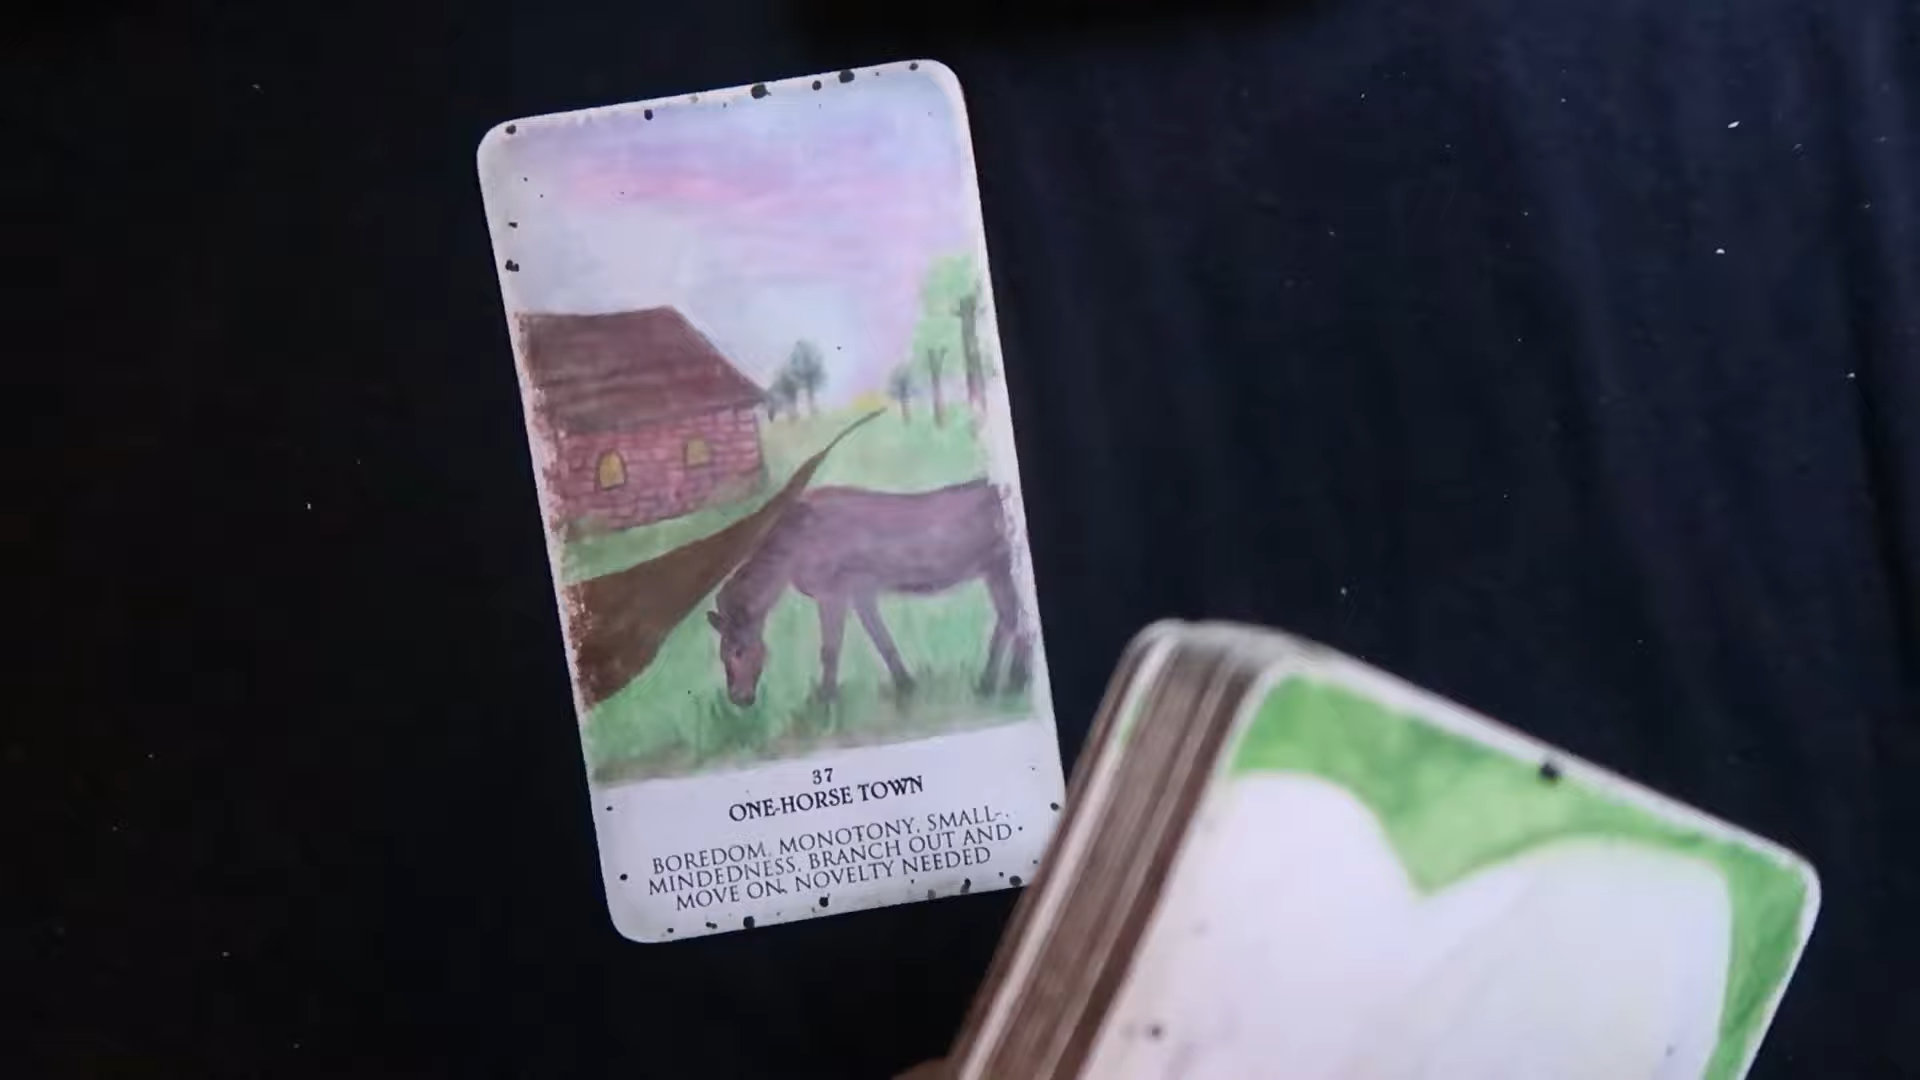 37
ONE-HORSE TOWN
BOREDOM, MONOTONY, SMALL-
MINDEDNESS, BRANCH OUT AND
MOVE ON, NOVELTY NEEDED